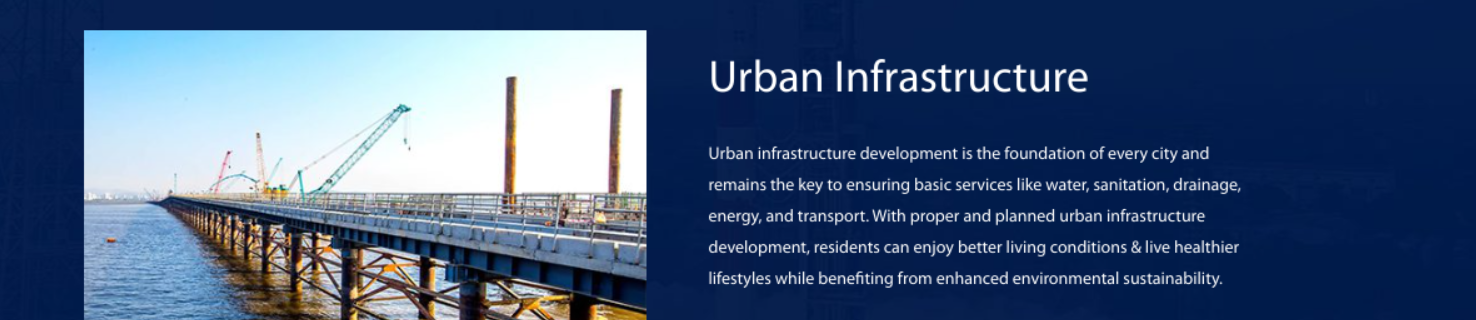 Urban Infrastructure
Urban infrastructure development is the foundation of every city and
remains the key to ensuring basic services like water, sanitation, drainage,
energy, and transport. With proper and planned urban infrastructure
development, residents can enjoy better living conditions & live healthier
lifestyles while benefiting from enhanced environmental sustainability.